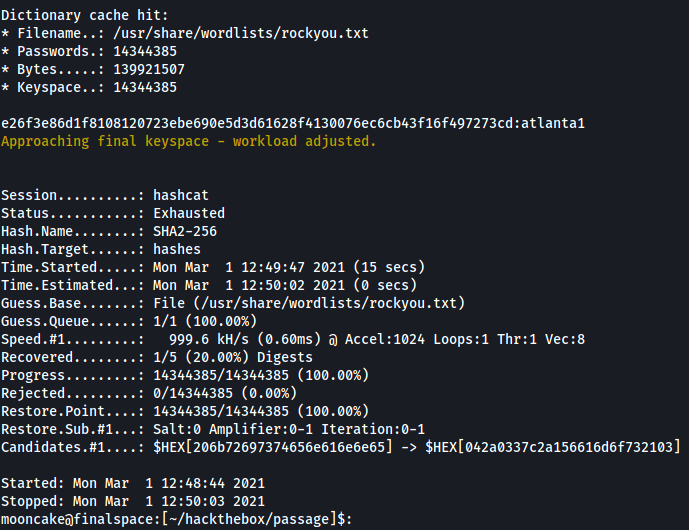 Dictionary cache hit:
* Filename..: /usr/share/wordlists/rockyou.txt
* Passwords.: 14344385
* Bytes.....: 139921507
* Keyspace..: 14344385
e26f3e86d1f8108120723ebe690e5d3d61628f4130076ec6cb43f16f497273cd:atlanta1
Approaching final keyspace - workload adjusted.
Session..........: hashcat
Status...........: Exhausted
Hash.Name........: SHA2-256
Hash.Target......: hashes
Time.Started.....: Mon Mar  1 12:49:47 2021 (15 secs)
Time.Estimated...: Mon Mar  1 12:50:02 2021 (0 secs)
Guess.Base.......: File (/usr/share/wordlists/rockyou.txt)
Guess.Queue......: 1/1 (100.00%)
Speed.#1.........:   999.6 kH/s (0.60ms) @ Accel:1024 Loops:1 Thr:1 Vec:8
Recovered........: 1/5 (20.00%) Digests
Progress.........: 14344385/14344385 (100.00%)
Rejected.........: 0/14344385 (0.00%)
Restore.Point....: 14344385/14344385 (100.00%)
Restore.Sub.#1...: Salt:0 Amplifier:0-1 Iteration:0-1
Candidates.#1....: $HEX[206b72697374656e616e6e65] -> $HEX[042a0337c2a156616d6f732103]
Started: Mon Mar  1 12:48:44 2021
Stopped: Mon Mar  1 12:50:03 2021
mooncake@finalspace:[~/hackthebox/passage]$: